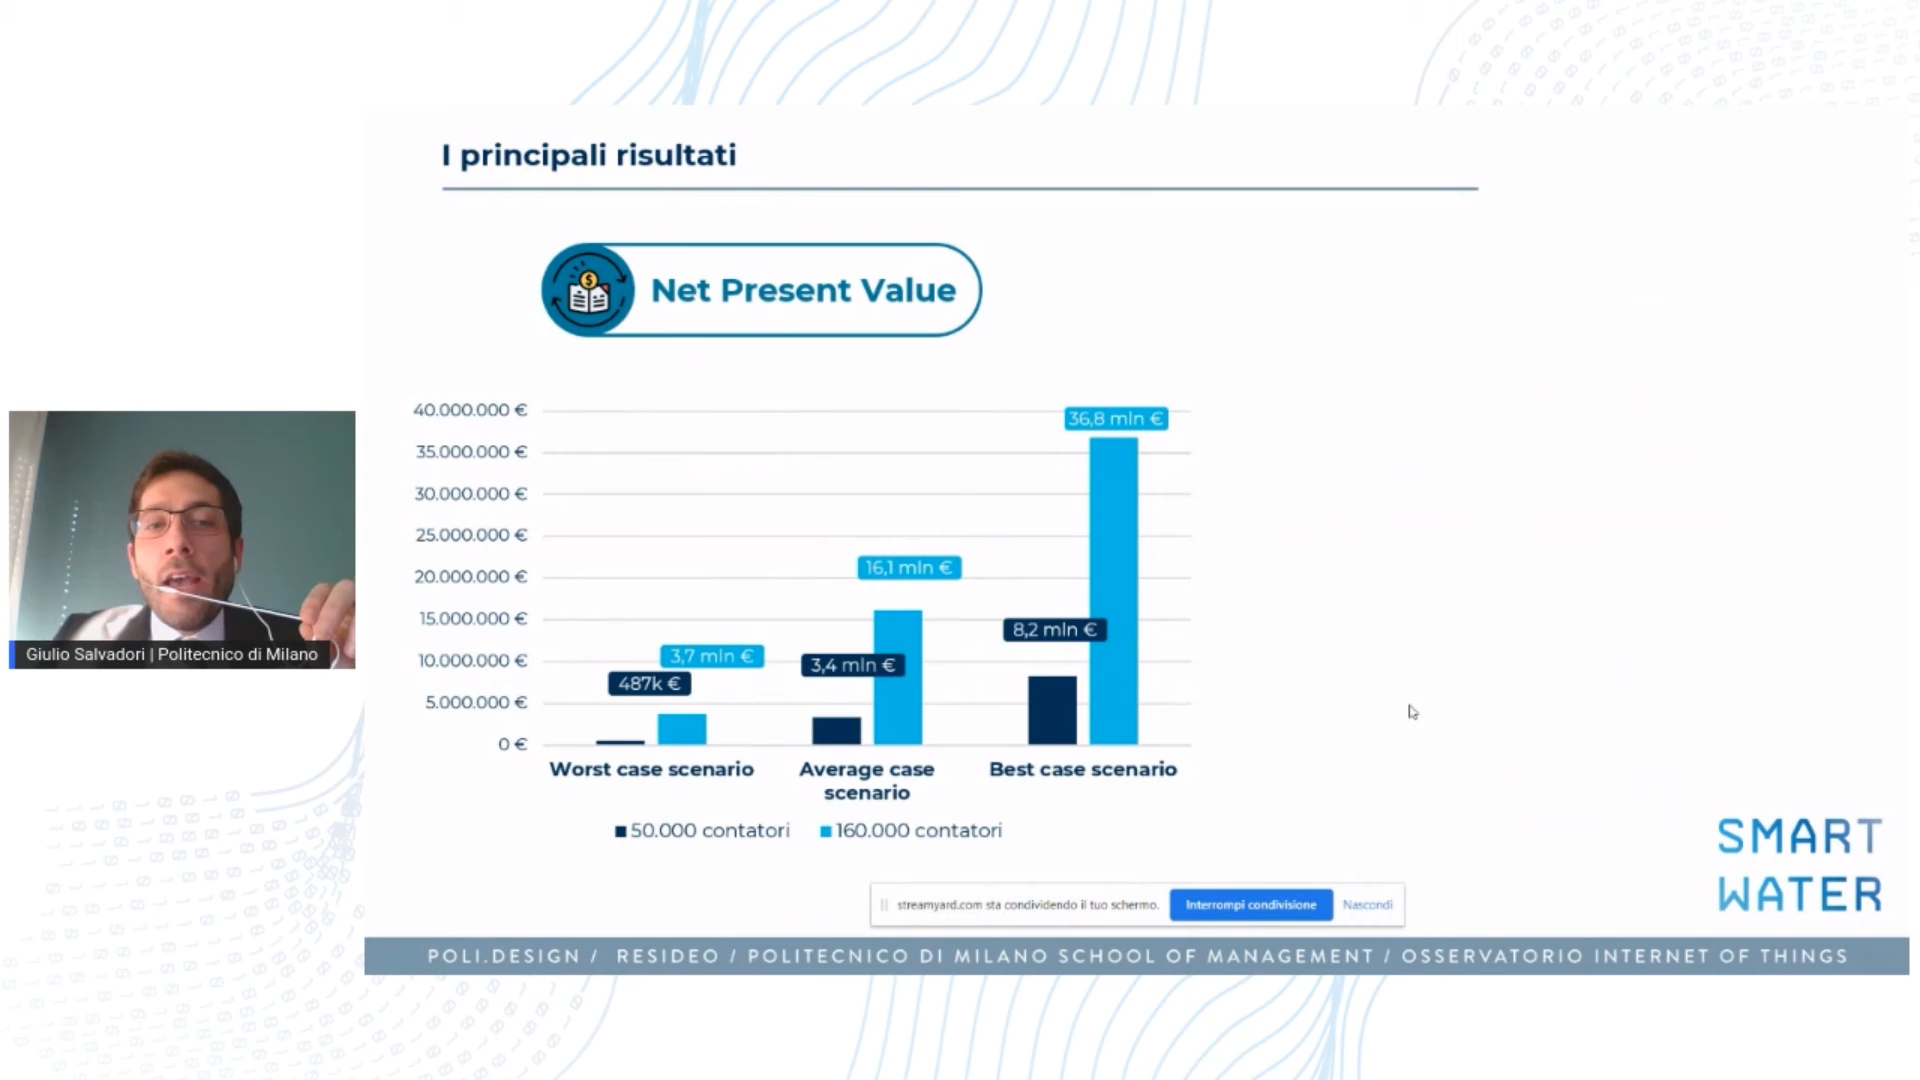 I principali risultati
Net Present Value
40.000.000 €
35.000.000 €
30.000.000 €
25.000.000 €
20.000.000 €
15.000.000 €
10.000.000 €
5.000.000 €
0 €
487k €
3,7 mln €
3,4 mln €
16,1 mln €
8,2 mln €
36,8 mln €
Worst case scenario
Average case
scenario
Best case scenario
50.000 contatori
160.000 contatori
Giulio Salvadori | Politecnico di Milano
streamyard.com sta condividendo il tuo schermo.
Interrompi condivisione
Nascondi
SMART
WATER
POLI.DESIGN / RESIDEO / POLITECNICO DI MILANO SCHOOL OF MANAGEMENT / OSSERVATORIO INTERNET OF THINGS